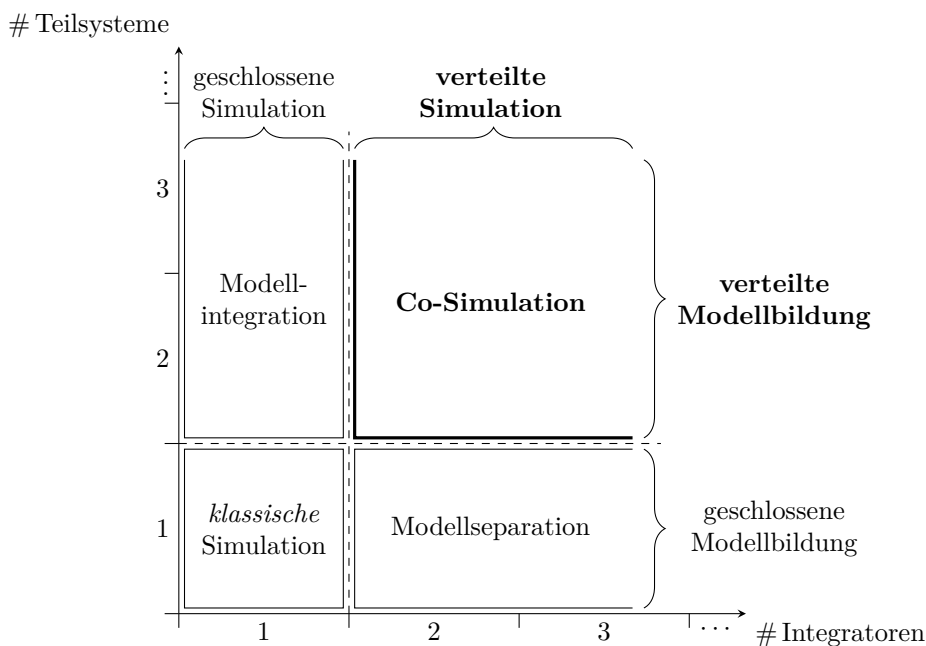 # Teilsysteme
geschlossene
Simulation
verteilte
Simulation
⋮
3
Modell-
integration
Co-Simulation
verteilte
Modellbildung
2
1
klassische
Simulation
Modellseparation
geschlossene
Modellbildung
1
2
3
...
# Integratoren